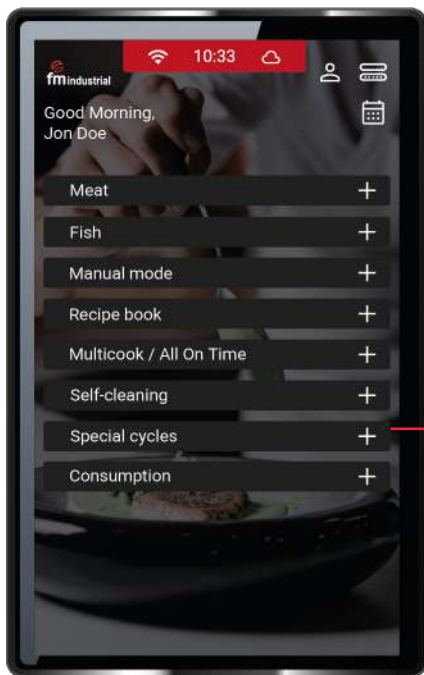 10:33
fm industrial
Good Morning,
Jon Doe
Meat
Fish
Manual mode
Recipe book
Multicook / All On Time
Self-cleaning
Special cycles
Consumption